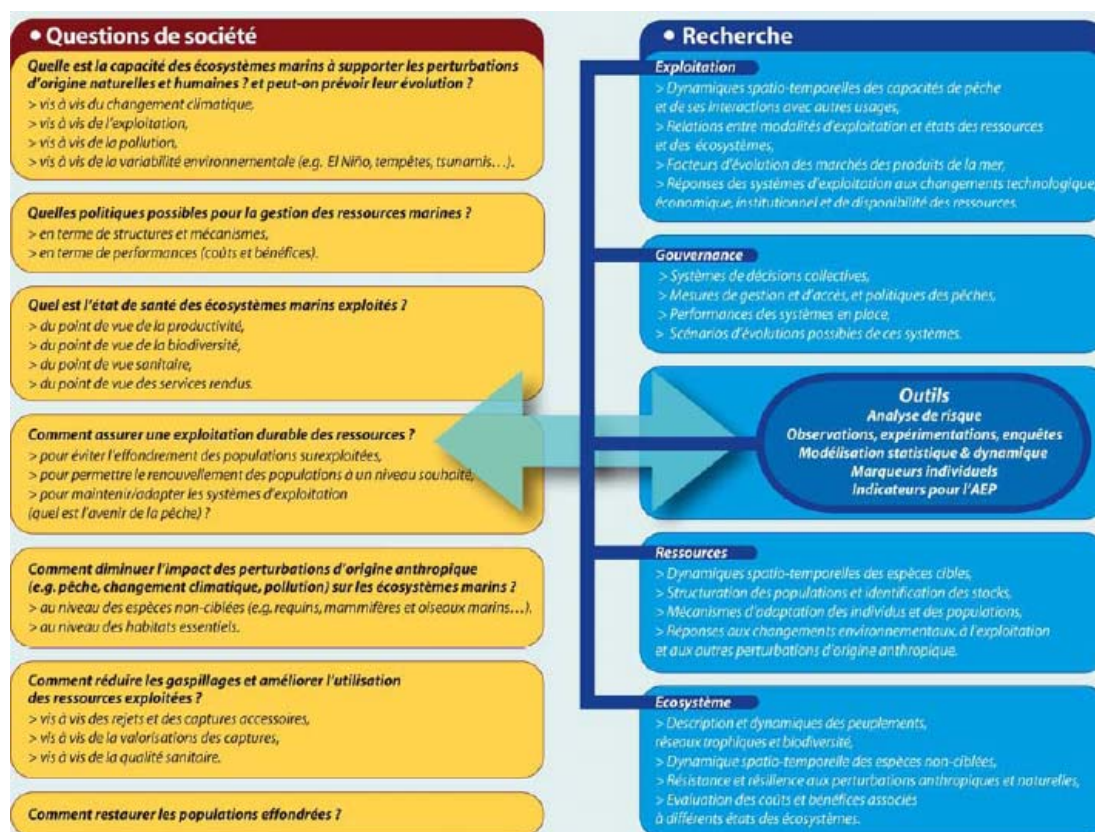 • Questions de société
Quelle est la capacité des écosystèmes marins à supporter les perturbations
d'origine naturelles et humaines ? et peut-on prévoir leur évolution ?
> vis à vis du changement climatique,
> vis à vis de l'exploitation,
> vis à vis de la pollution,
> vis à vis de la variabilité environnementale (e.g. El Niño, tempêtes, tsunamis…).
Quelles politiques possibles pour la gestion des ressources marines ?
> en terme de structures et mécanismes,
> en terme de performances (coûts et bénéfices).
Quel est l'état de santé des écosystèmes marins exploités ?
> du point de vue de la productivité,
> du point de vue de la biodiversité,
> du point de vue sanitaire,
> du point de vue des services rendus.
Comment assurer une exploitation durable des ressources ?
> pour éviter l'effondrement des populations surexploitées,
> pour permettre le renouvellement des populations à un niveau souhaité,
> pour maintenir/adapter les systèmes d'exploitation
(quel est l'avenir de la pêche) ?
Comment diminuer l'impact des perturbations d'origine anthropique
(e.g. pêche, changement climatique, pollution) sur les écosystèmes marins ?
> au niveau des espèces non-ciblées (e.g. requins, mammifères et oiseaux marins…).
> au niveau des habitats essentiels.
Comment réduire les gaspillages et améliorer l'utilisation
des ressources exploitées ?
> vis à vis des rejets et des captures accessoires,
> vis à vis de la valorisations des captures,
> vis à vis de la qualité sanitaire.
Comment restaurer les populations effondrées ?
• Recherche
Exploitation
> Dynamiques spatio-temporelles des capacités de pêche
et de ses interactions avec autres usages,
> Relations entre modalités d'exploitation et états des ressources
et des écosystèmes,
> Facteurs d'évolution des marchés des produits de la mer,
> Réponses des systèmes d'exploitation aux changements technologique,
économique, institutionnel et de disponibilité des ressources.
Gouvernance
> Systèmes de décisions collectives,
> Mesures de gestion et d'accès, et politiques des pêches,
> Performances des systèmes en place,
> Scénarios d'évolutions possibles de ces systèmes.
Outils
Analyse de risque
Observations, expérimentations, enquêtes
Modélisation statistique & dynamique
Marqueurs individuels
Indicateurs pour l'AEP
Ressources
> Dynamiques spatio-temporelles des espèces cibles,
> Structuration des populations et identification des stocks,
> Mécanismes d'adaptation des individus et des populations,
> Réponses aux changements environnementaux, à l'exploitation
et aux autres perturbations d'origine anthropique.
Ecosystème
> Description et dynamiques des peuplements,
réseaux trophiques et biodiversité,
> Dynamique spatio-temporelle des espèces non-ciblées,
> Résistance et résilience aux perturbations anthropiques et naturelles,
> Evaluation des coûts et bénéfices associés
à différents états des écosystèmes.